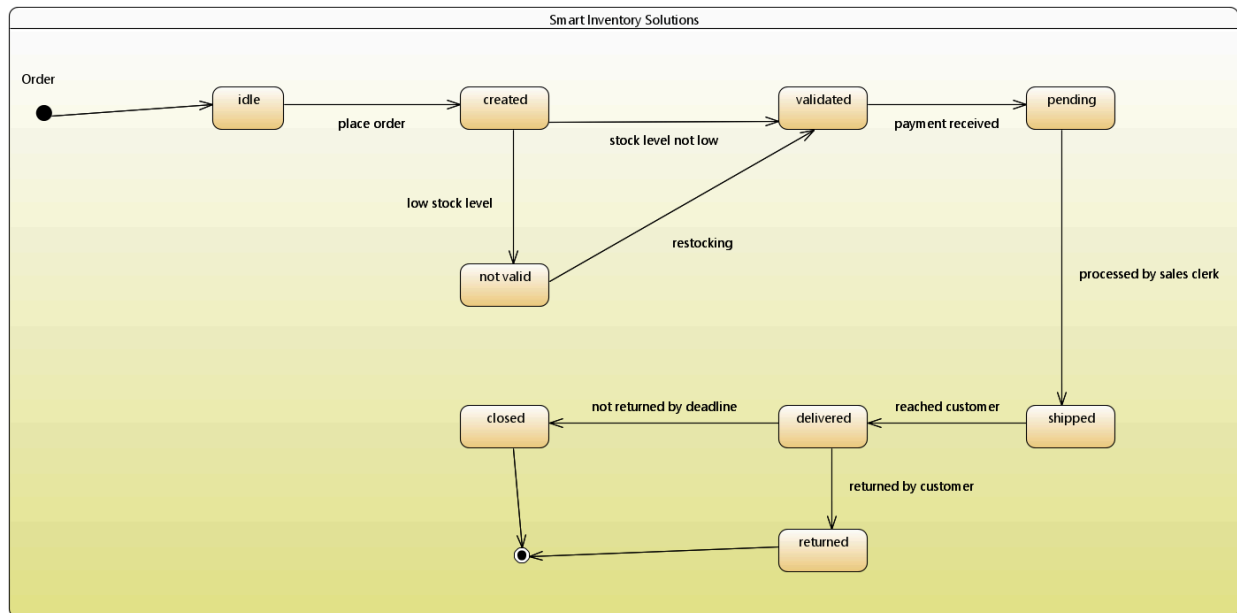 Smart Inventory Solutions
Order
idle
created
validated
pending
place order
stock level not low
payment received
low stock level
restocking
not valid
processed by sales clerk
closed
not returned by deadline
delivered
reached customer
shipped
returned by customer
returned